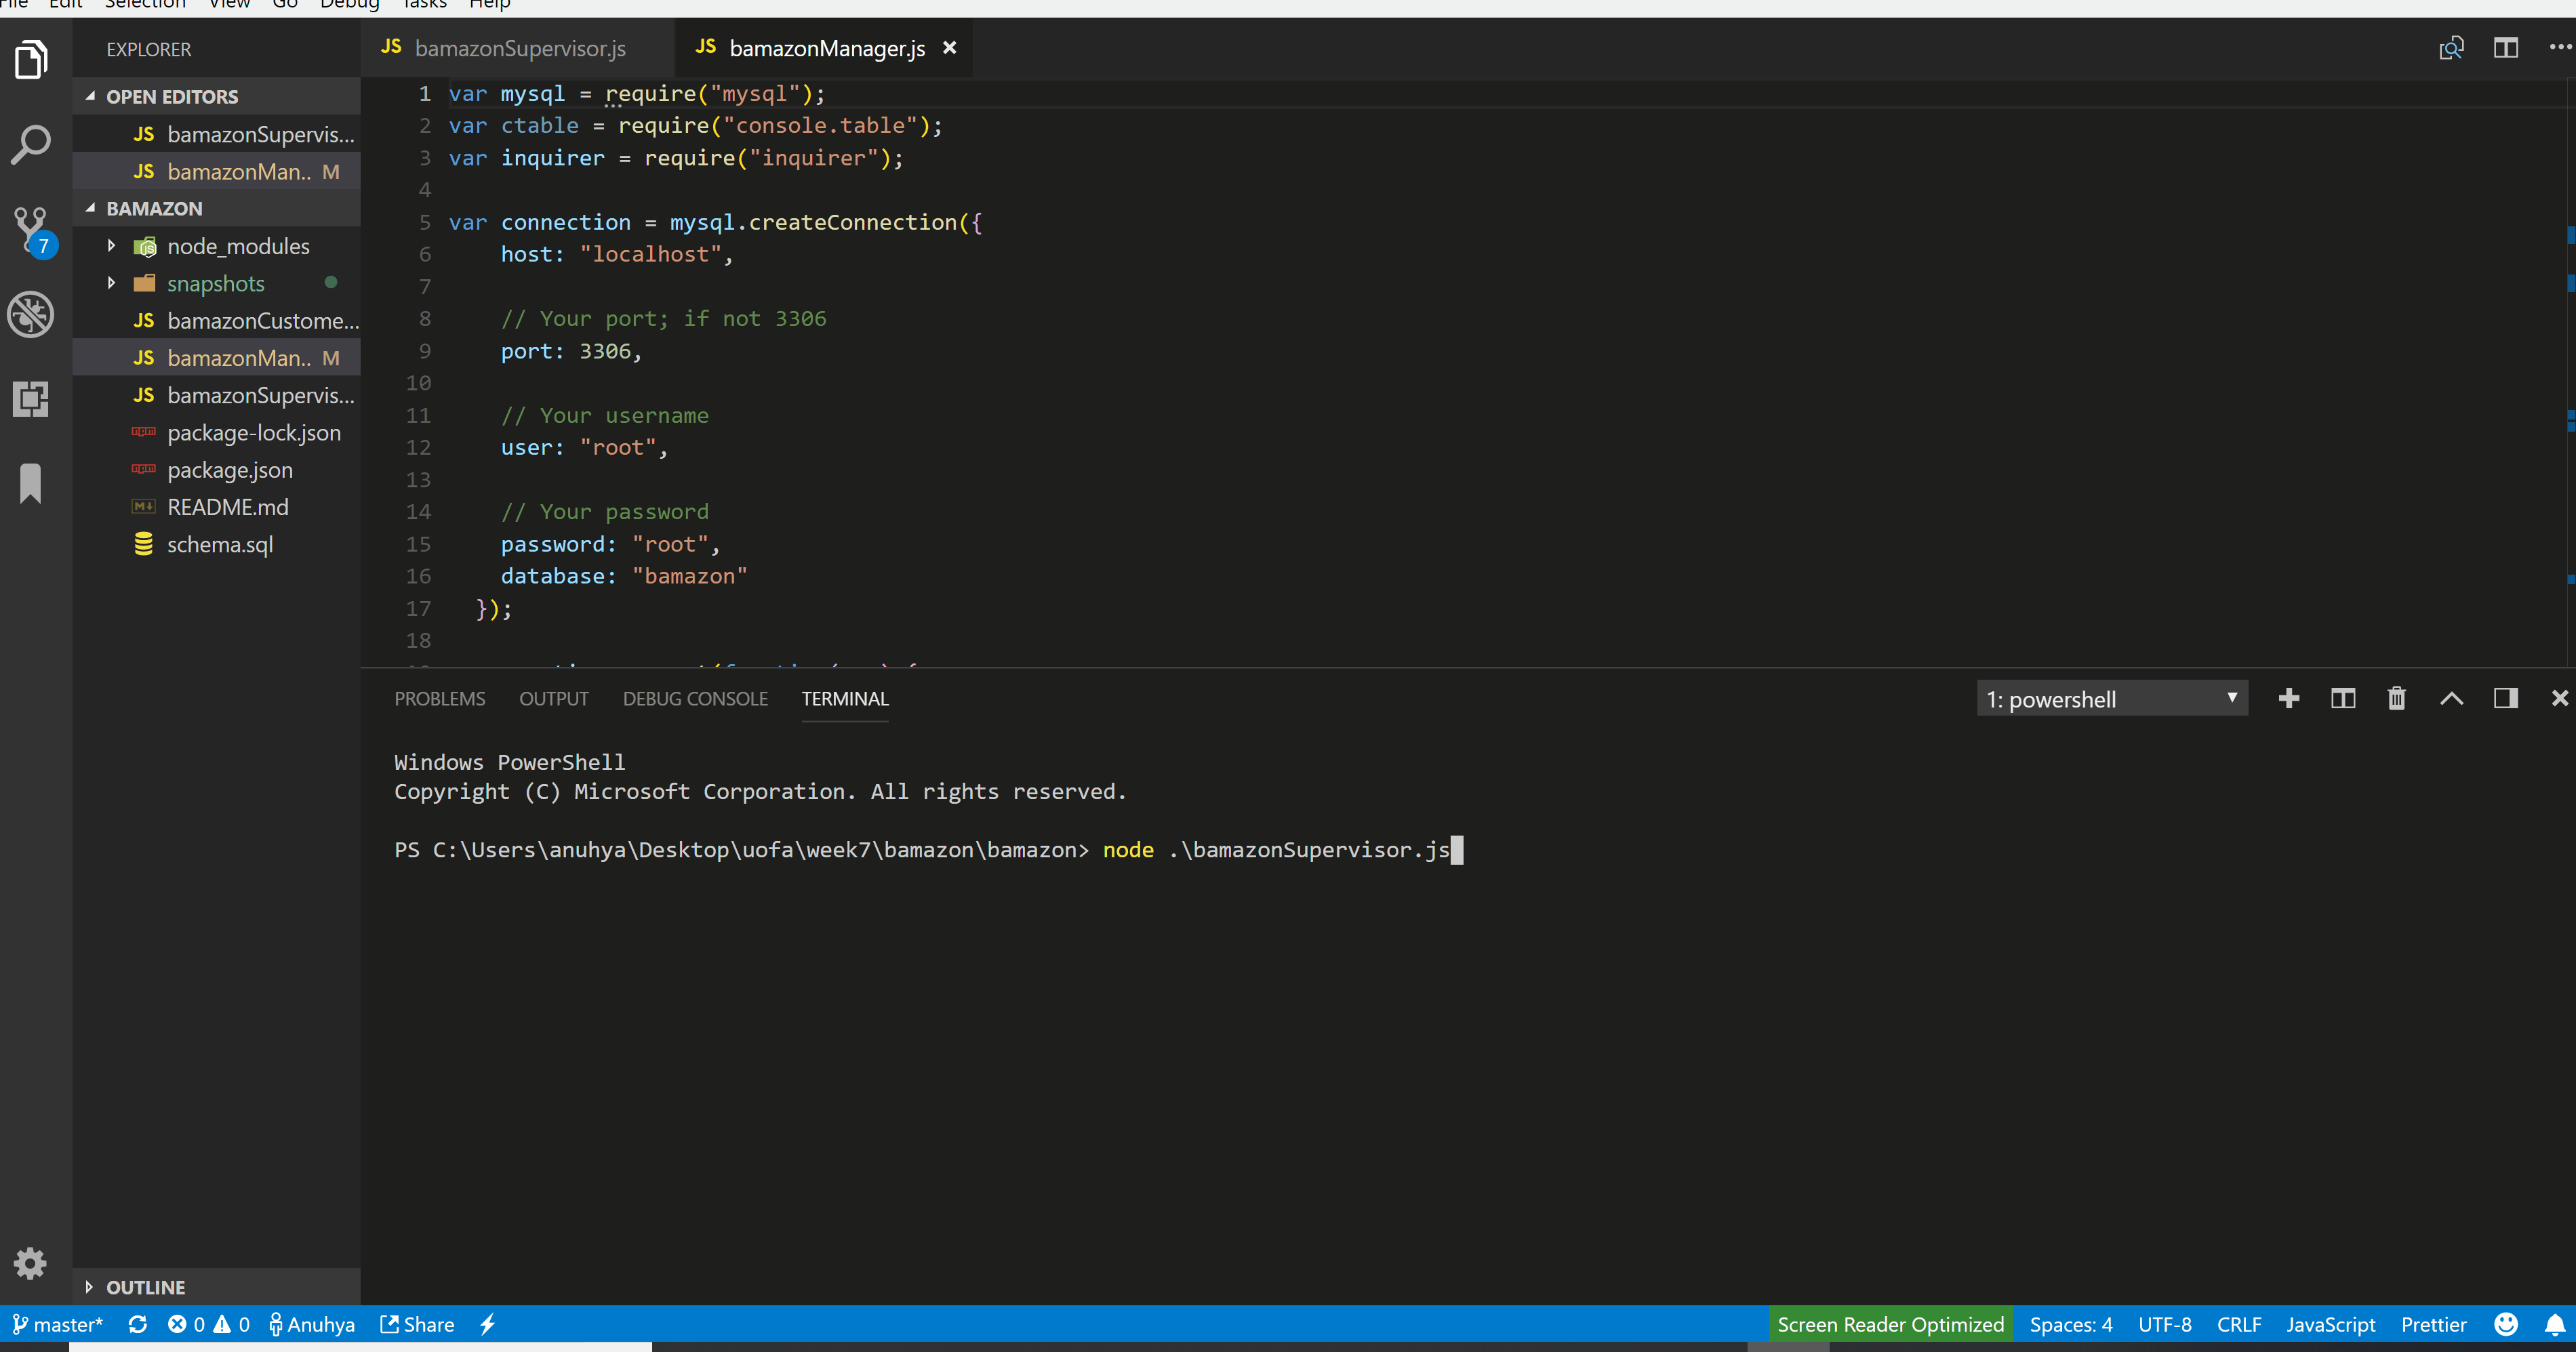 File Edit Selection View Go Debug Tasks Help
EXPLORER
OPEN EDITORS
JS bamazonSupervis...
JS bamazonMan.. M
BAMAZON
7
node_modules
snapshots
JS bamazonCustome...
JS bamazonMan.. M
JS bamazonSupervis...
package-lock.json
package.json
README.md
schema.sql
OUTLINE
JS bamazonSupervisor.js
JS bamazonManager.js
1 var mysql = require("mysql");
2 var ctable = require("console.table");
3 var inquirer = require("inquirer");
4
5 var connection = mysql.createConnection({
6 host: "localhost",
7
8 // Your port; if not 3306
9 port: 3306,
10
11 // Your username
12 user: "root",
13
14 // Your password
15 password: "root",
16 database: "bamazon"
17 });
18
PROBLEMS OUTPUT DEBUG CONSOLE TERMINAL 1: powershell
Windows PowerShell
Copyright (C) Microsoft Corporation. All rights reserved.
PS C:\Users\anuhya\Desktop\uofa\week7\bamazon\bamazon> node .\bamazonSupervisor.js
master* 0 0 Anuhya Share Screen Reader Optimized Spaces: 4 UTF-8 CRLF JavaScript Prettier